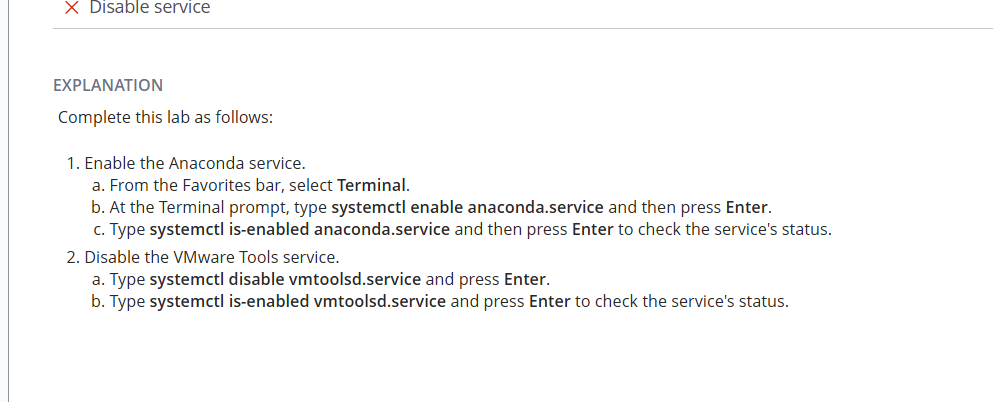 Disable service
EXPLANATION
Complete this lab as follows:
1. Enable the Anaconda service.
a. From the Favorites bar, select Terminal.
b. At the Terminal prompt, type systemctl enable anaconda.service and then press Enter.
c. Type systemctl is-enabled anaconda.service and then press Enter to check the service's status.
2. Disable the VMware Tools service.
a. Type systemctl disable vmtoolsd.service and press Enter.
b. Type systemctl is-enabled vmtoolsd.service and press Enter to check the service's status.